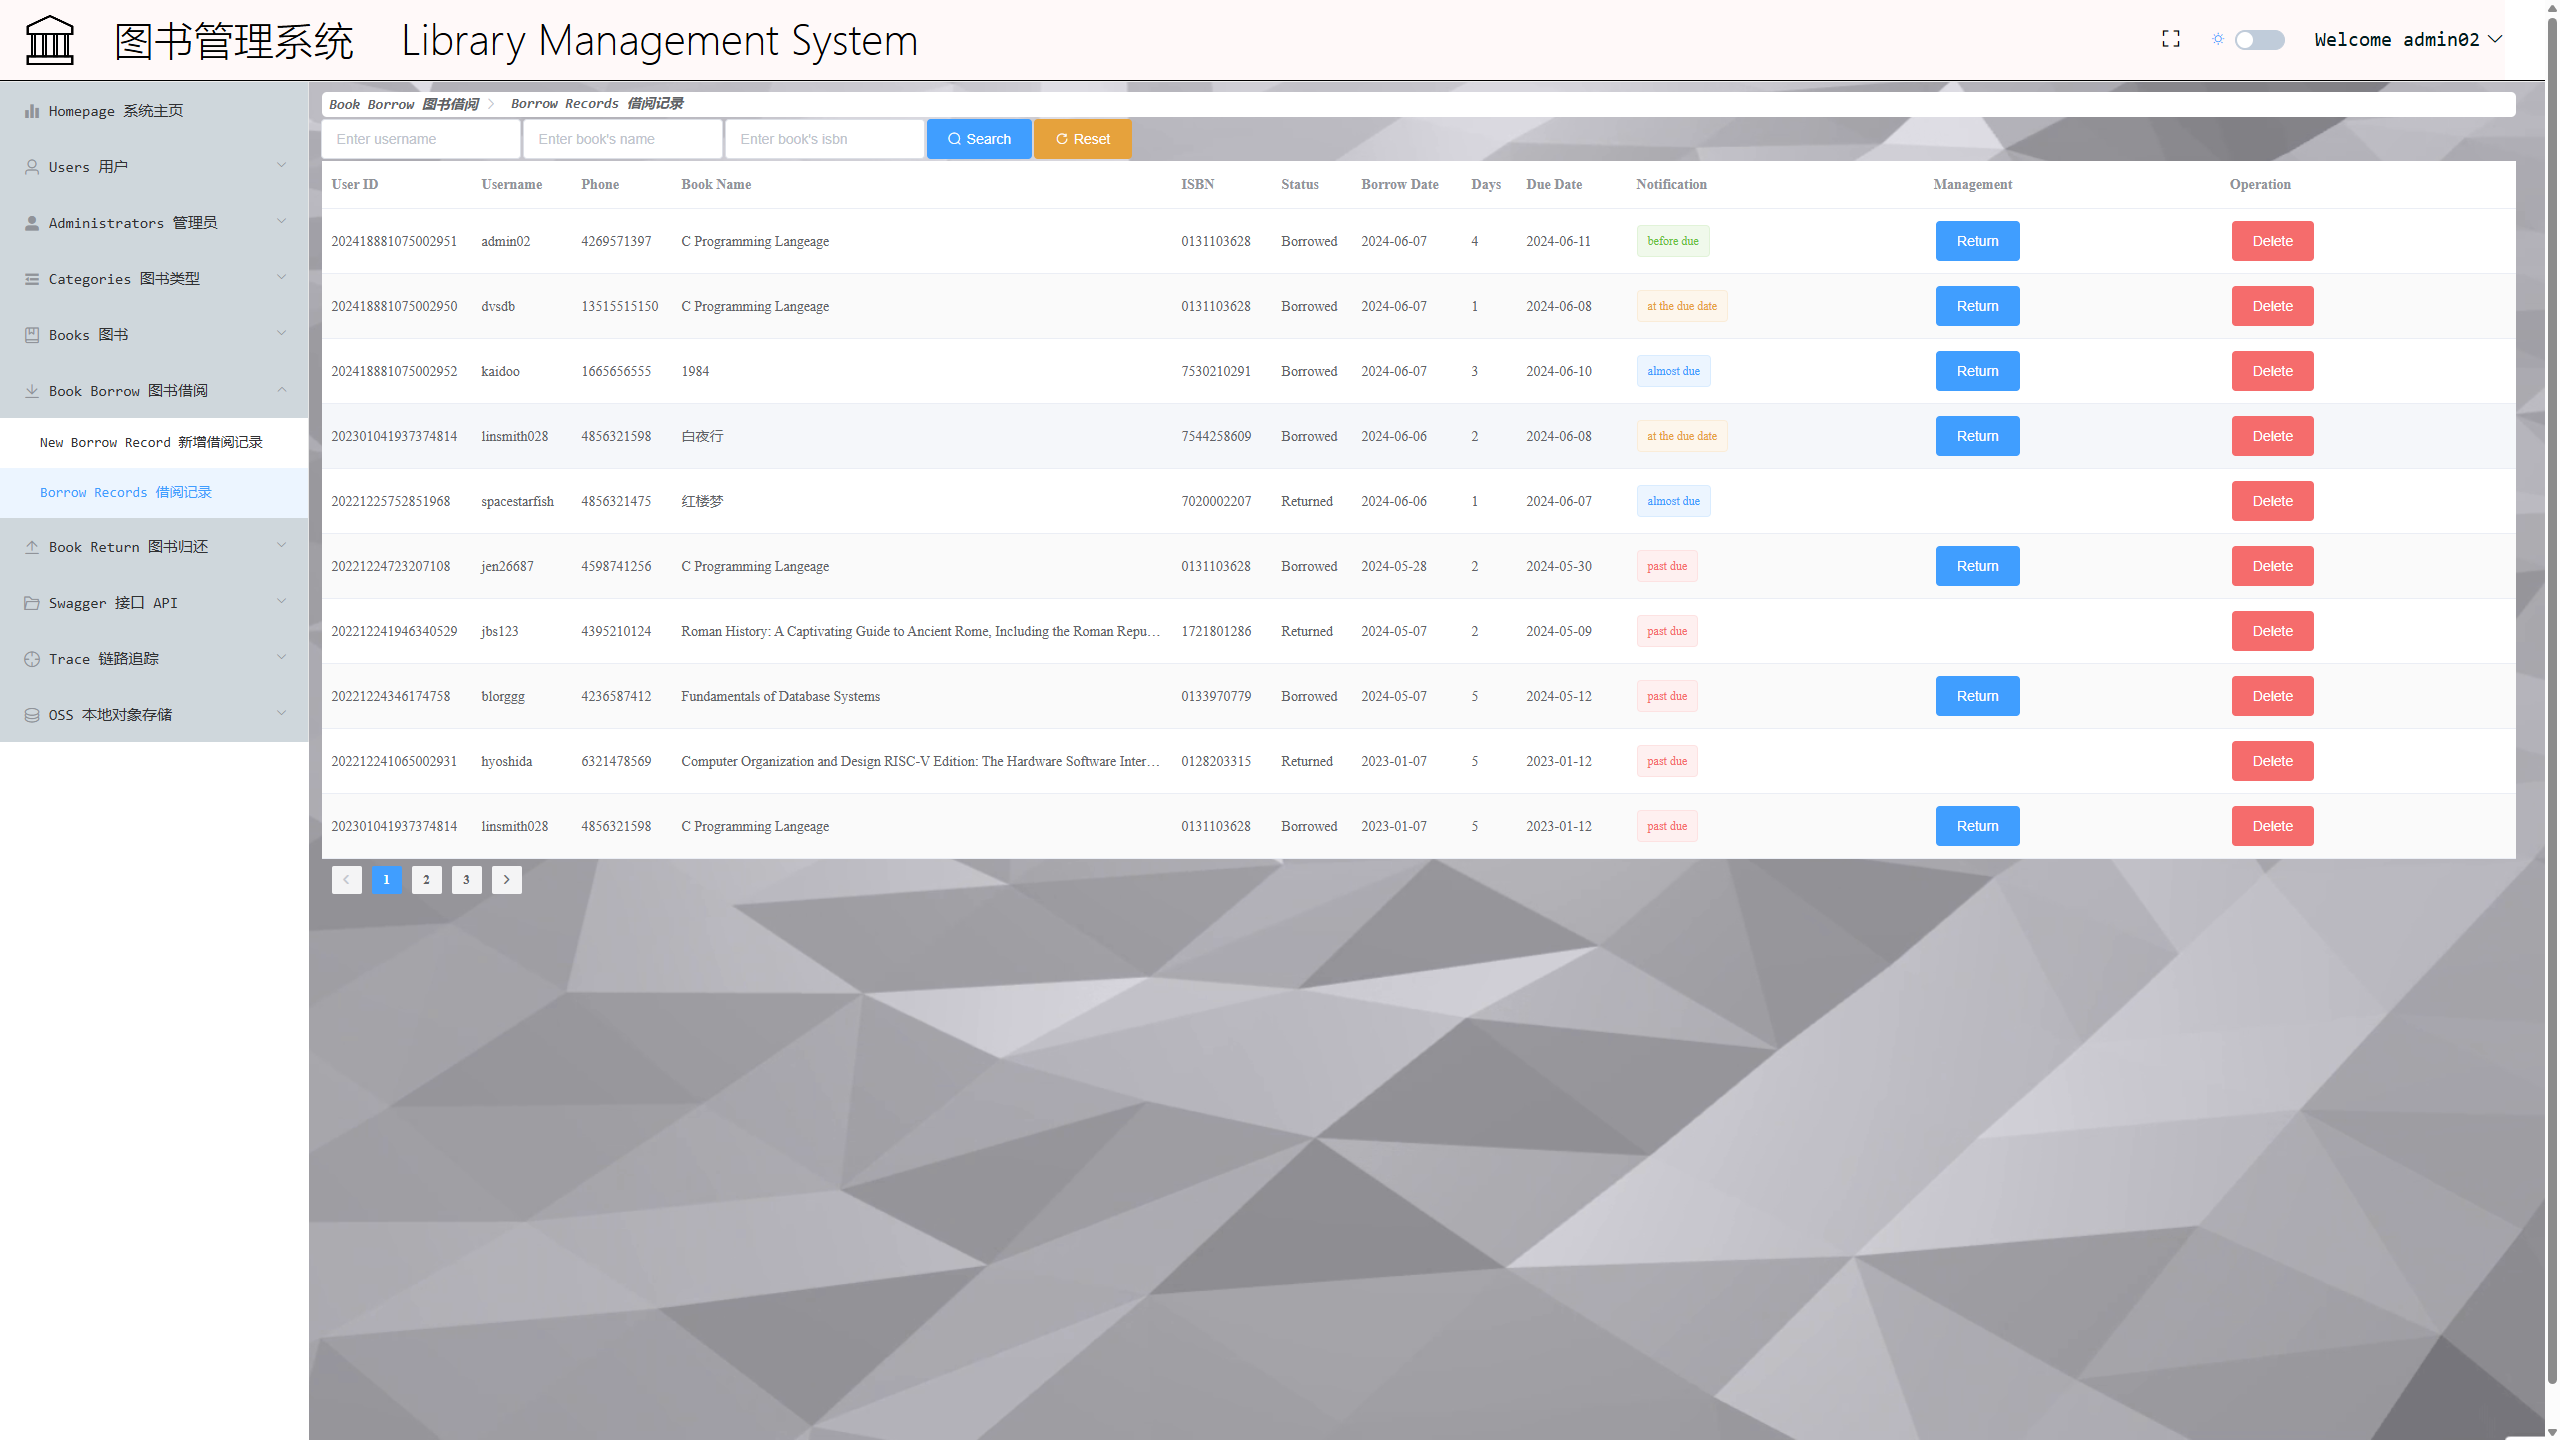 图书管理系统 Library Management System
Welcome admin02
Homepage 系统主页
Users 用户
Administrators 管理员
Categories 图书类型
Books 图书
Book Borrow 图书借阅
New Borrow Record 新增借阅记录
Borrow Records 借阅记录
Book Return 图书归还
Swagger 接口 API
Trace 链路追踪
OSS 本地对象存储
Book Borrow 图书借阅 Borrow Records 借阅记录
Enter username Enter book's name Enter book's isbn Search Reset
User ID Username Phone Book Name ISBN Status Borrow Date Days Due Date Notification Management Operation
202418881075002951 admin02 4269571397 C Programming Langeage 0131103628 Borrowed 2024-06-07 4 2024-06-11 before due Return Delete
202418881075002950 dvsdb 13515515150 C Programming Langeage 0131103628 Borrowed 2024-06-07 1 2024-06-08 at the due date Return Delete
202418881075002952 kaidoo 1665656555 1984 7530210291 Borrowed 2024-06-07 3 2024-06-10 almost due Return Delete
202301041937374814 linsmith028 4856321598 白夜行 7544258609 Borrowed 2024-06-06 2 2024-06-08 at the due date Return Delete
20221225752851968 spacestarfish 4856321475 红楼梦 7020002207 Returned 2024-06-06 1 2024-06-07 almost due Delete
20221224723207108 jen26687 4598741256 C Programming Langeage 0131103628 Borrowed 2024-05-28 2 2024-05-30 past due Return Delete
202212241946340529 jbs123 4395210124 Roman History: A Captivating Guide to Ancient Rome, Including the Roman Repu... 1721801286 Returned 2024-05-07 2 2024-05-09 past due Delete
20221224346174758 blorggg 4236587412 Fundamentals of Database Systems 0133970779 Borrowed 2024-05-07 5 2024-05-12 past due Return Delete
202212241065002931 hyoshida 6321478569 Computer Organization and Design RISC-V Edition: The Hardware Software Inter... 0128203315 Returned 2023-01-07 5 2023-01-12 past due Delete
202301041937374814 linsmith028 4856321598 C Programming Langeage 0131103628 Borrowed 2023-01-07 5 2023-01-12 past due Return Delete
1 2 3